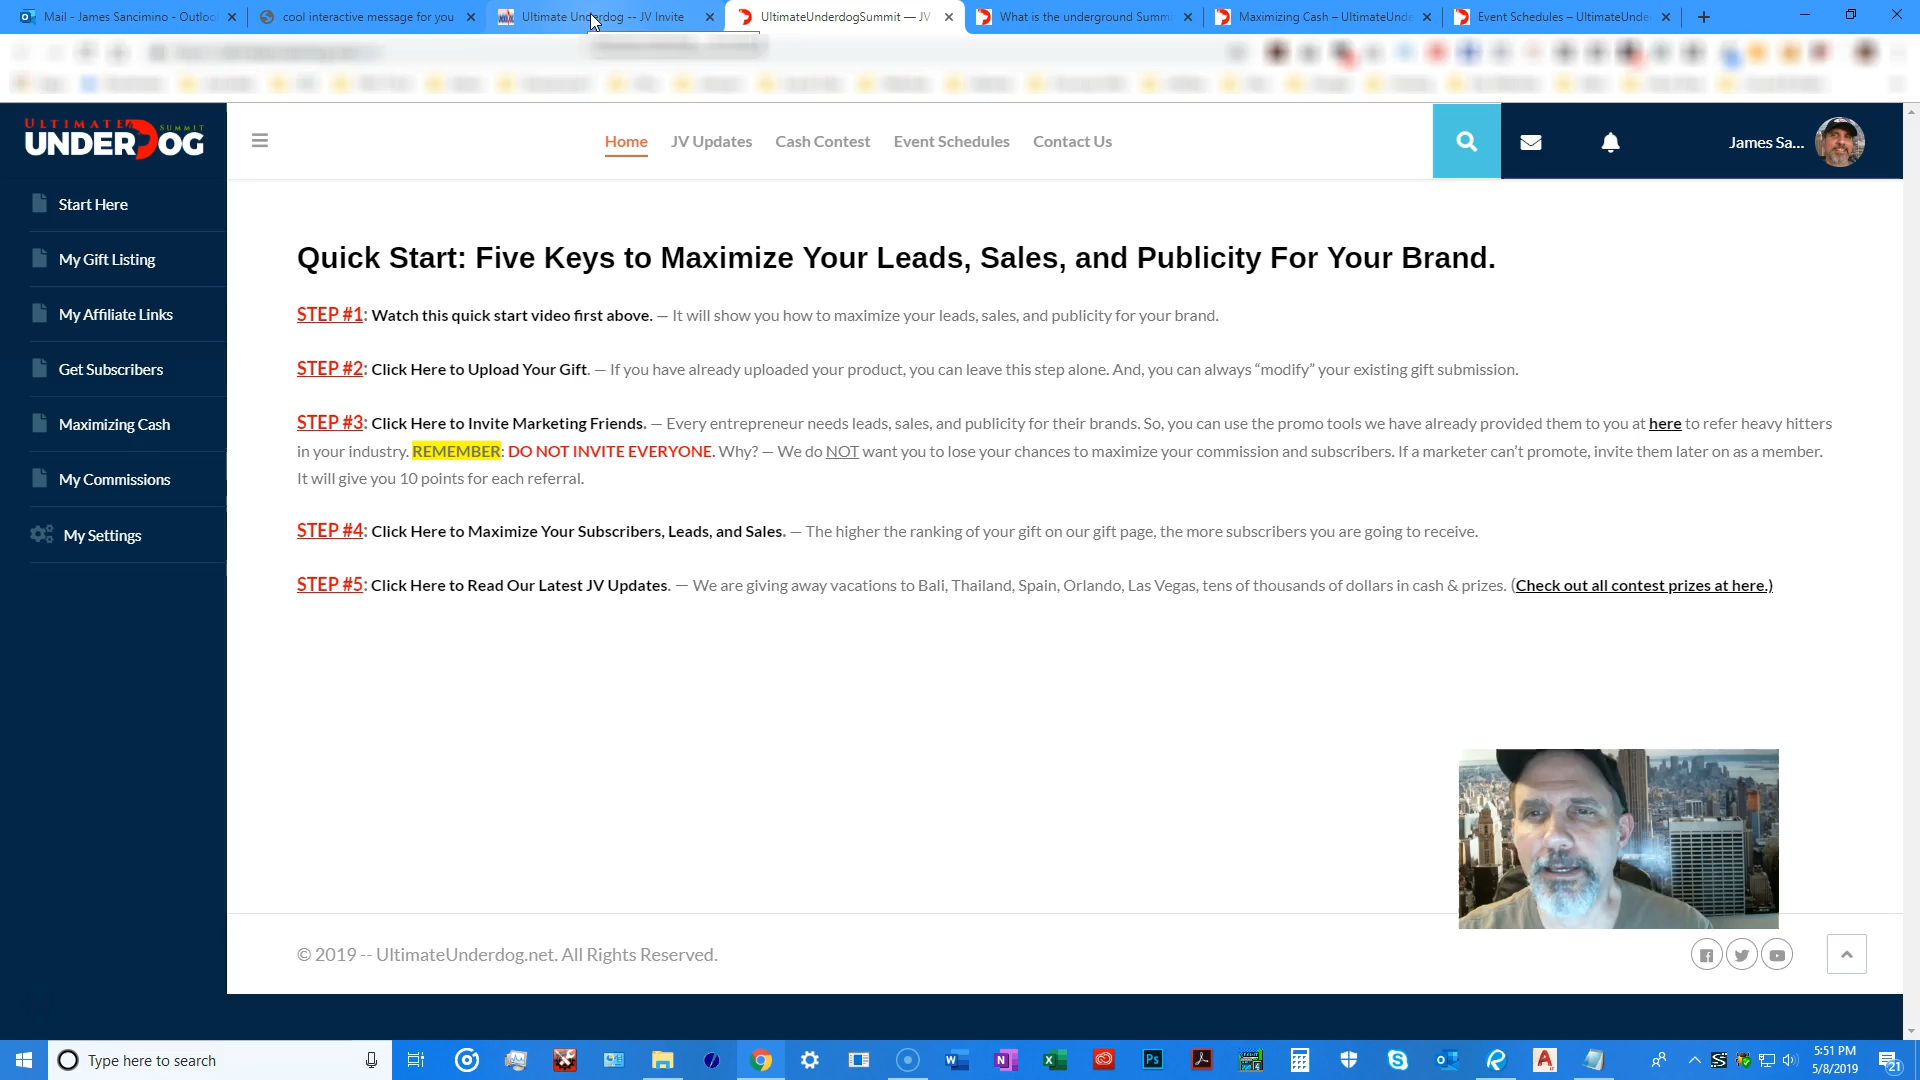 Mail - James Sancimino - Outloo
cool interactive message for you
Ultimate Underdog -- JV Invite
UltimateUnderdogSummit — JV
What is the underground Summi
Maximizing Cash – UltimateUnde
Event Schedules – UltimateUnde
ULTIMATE SUMMIT
UNDERDOG
Home
JV Updates
Cash Contest
Event Schedules
Contact Us
James Sa...
Start Here
My Gift Listing
My Affiliate Links
Get Subscribers
Maximizing Cash
My Commissions
My Settings
Quick Start: Five Keys to Maximize Your Leads, Sales, and Publicity For Your Brand.
STEP #1: Watch this quick start video first above. — It will show you how to maximize your leads, sales, and publicity for your brand.
STEP #2: Click Here to Upload Your Gift. — If you have already uploaded your product, you can leave this step alone. And, you can always “modify” your existing gift submission.
STEP #3: Click Here to Invite Marketing Friends. — Every entrepreneur needs leads, sales, and publicity for their brands. So, you can use the promo tools we have already provided them to you at here to refer heavy hitters
in your industry. REMEMBER: DO NOT INVITE EVERYONE. Why? — We do NOT want you to lose your chances to maximize your commission and subscribers. If a marketer can’t promote, invite them later on as a member.
It will give you 10 points for each referral.
STEP #4: Click Here to Maximize Your Subscribers, Leads, and Sales. — The higher the ranking of your gift on our gift page, the more subscribers you are going to receive.
STEP #5: Click Here to Read Our Latest JV Updates. — We are giving away vacations to Bali, Thailand, Spain, Orlando, Las Vegas, tens of thousands of dollars in cash & prizes. (Check out all contest prizes at here.)
© 2019 -- UltimateUnderdog.net. All Rights Reserved.
Type here to search
5:51 PM
5/8/2019
21